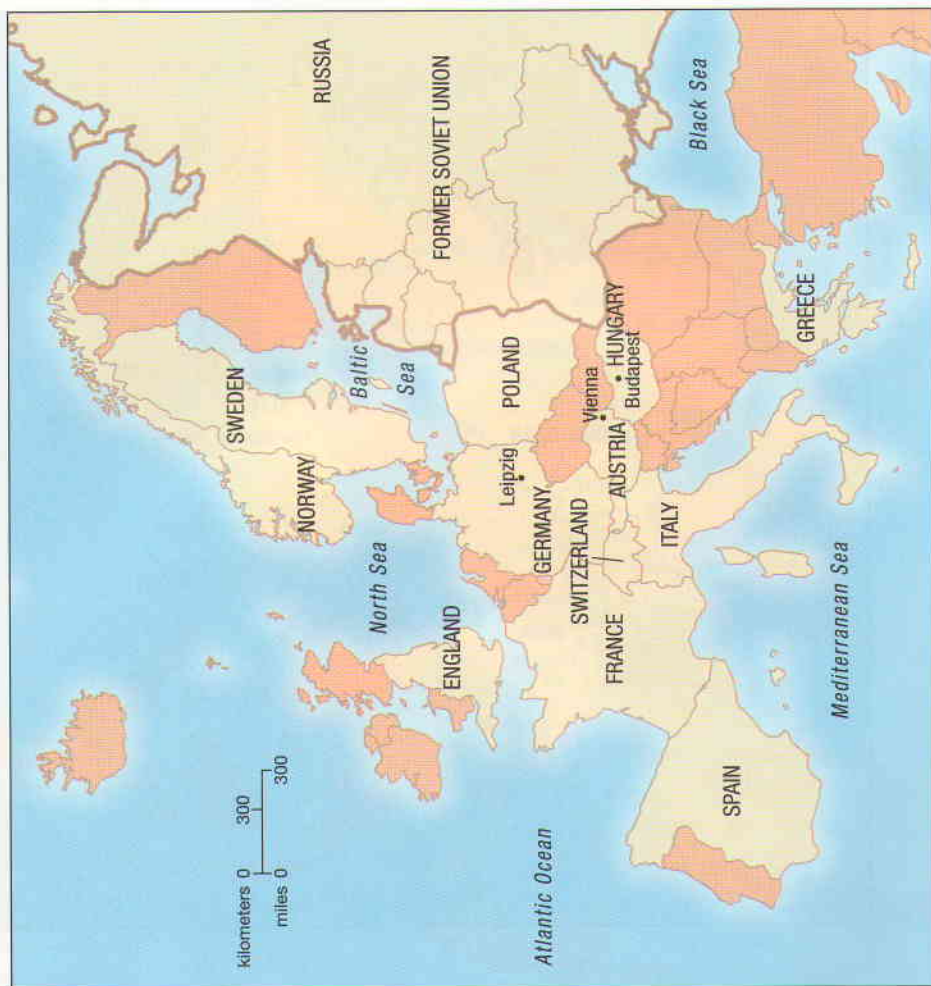 RUSSIA
FORMER SOVIET UNION
Black Sea
SWEDEN
NORWAY
Baltic
Sea
POLAND
HUNGARY
Budapest
Vienna
AUSTRIA
GREECE
Leipzig
GERMANY
SWITZERLAND
ITALY
North Sea
ENGLAND
FRANCE
Mediterranean Sea
SPAIN
Atlantic Ocean
kilometers 0 300
miles 0 300